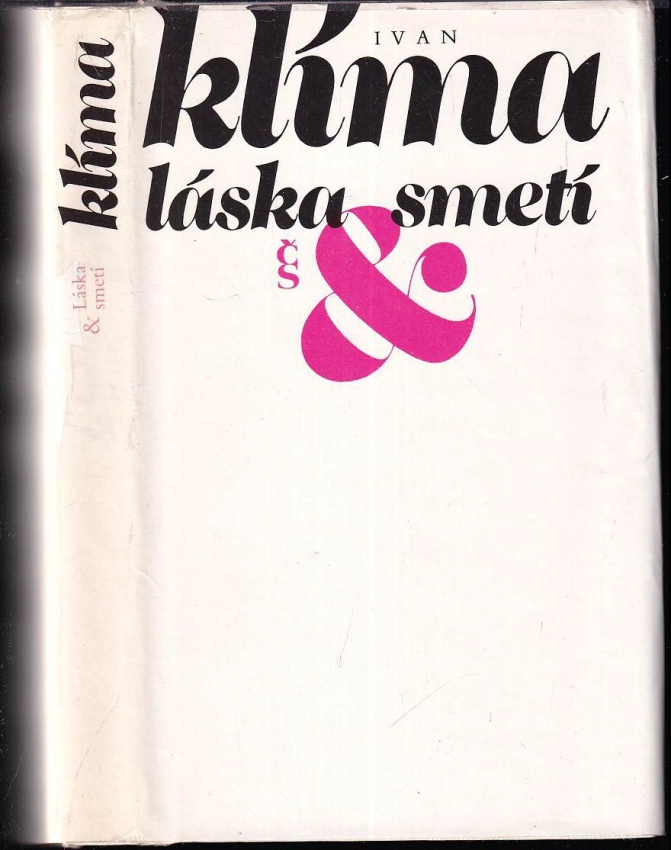 IVAN
klíma
láska & smetí
ČS
klíma
Láska
& smetí